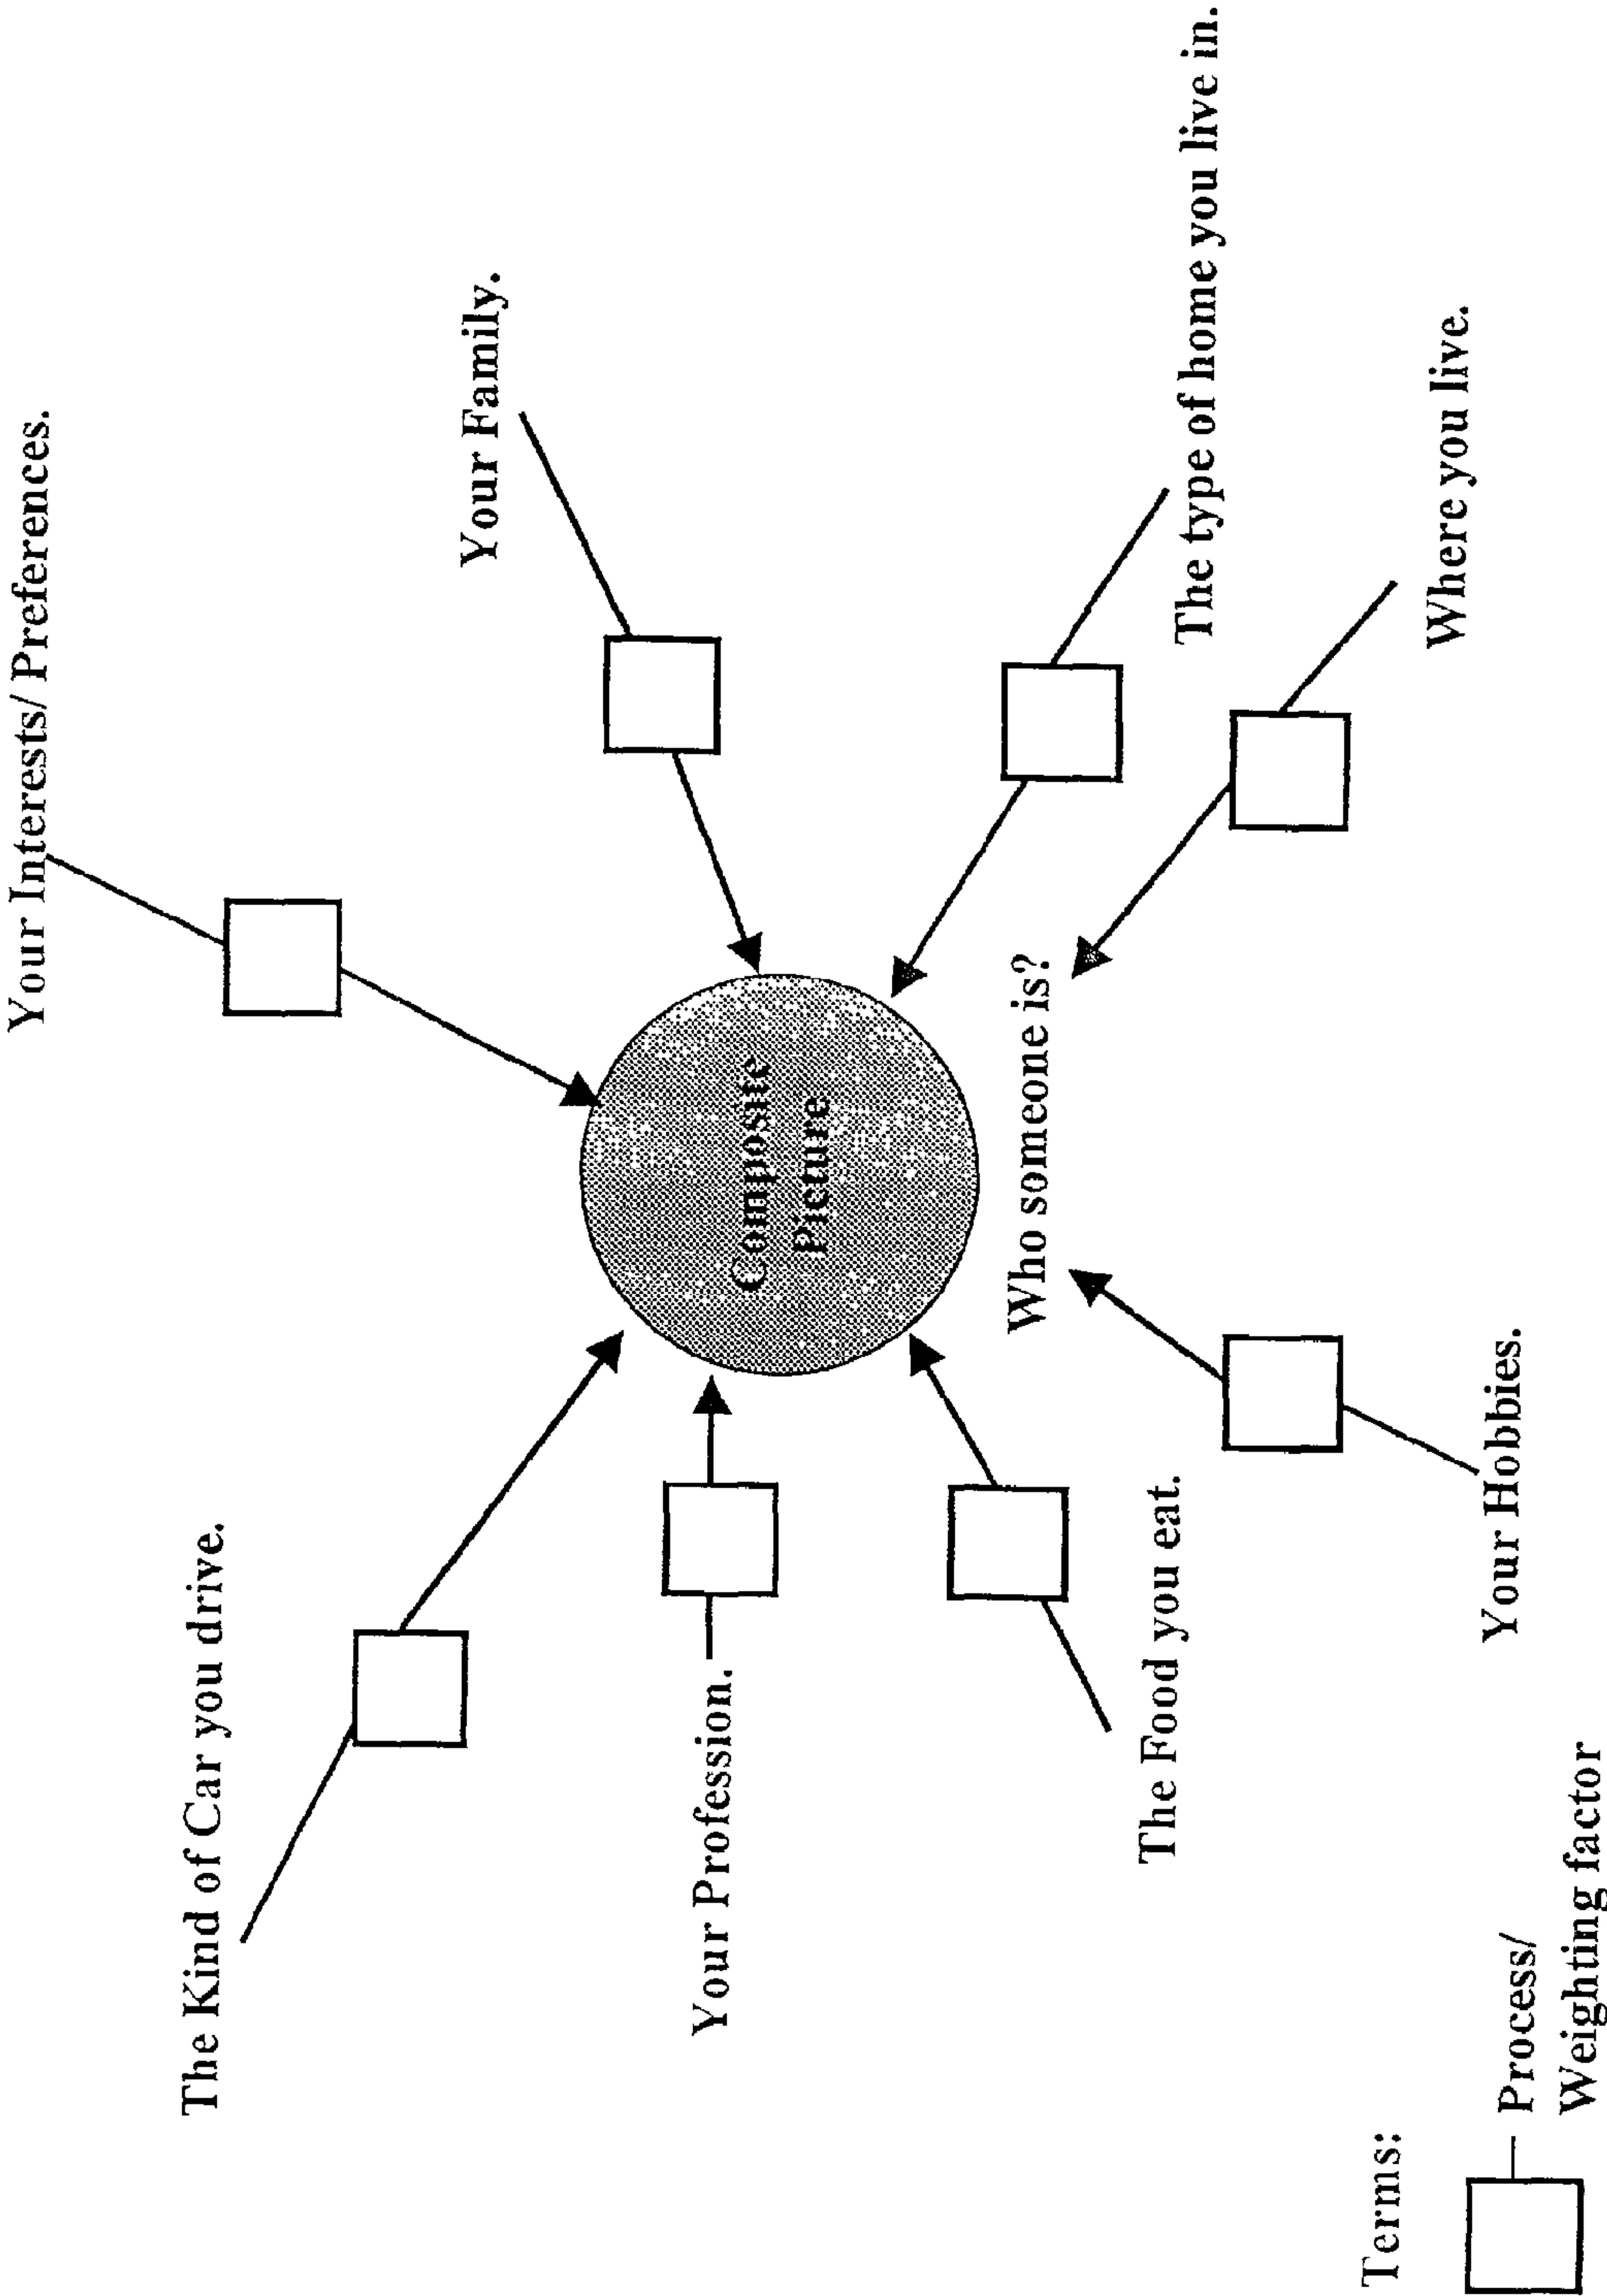 Your Interests/ Preferences.
The Kind of Car you drive.
Your Family.
Your Profession.
Composite
Picture
Who someone is?
The Food you eat.
The type of home you live in.
Where you live.
Your Hobbies.
Terms:
Process/
Weighting factor